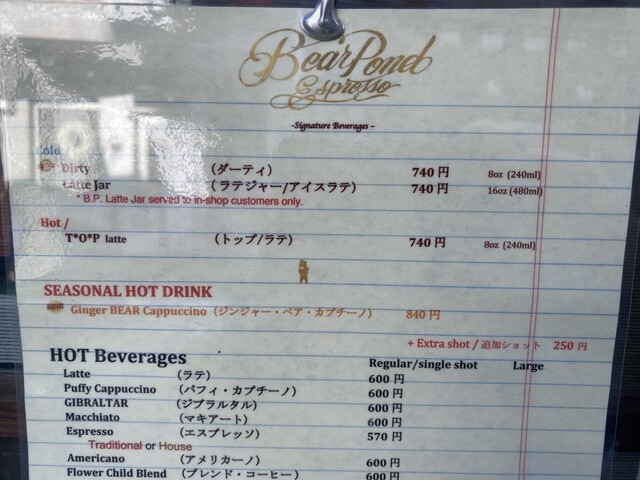 Bear Pond
Espresso
-Signature Beverages-
Cold
Dirty (ダーティ) 740 円 8oz (240ml)
Latte Jar (ラテジャー/アイスラテ) 740 円 16oz (480ml)
* B.P. Latte Jar served to in-shop customers only.
Hot /
T*O*P latte (トップ/ラテ) 740 円 8oz (240ml)
SEASONAL HOT DRINK
Ginger BEAR Cappuccino (ジンジャー・ベア・カプチーノ) 840 円
+ Extra shot / 追加ショット 250 円
HOT Beverages Regular/single shot Large
Latte (ラテ) 600 円
Puffy Cappuccino (パフィ・カプチーノ) 600 円
GIBRALTAR (ジブラルタル) 600 円
Macchiato (マキアート) 600 円
Espresso (エスプレッソ) 570 円
Traditional or House
Americano (アメリカーノ) 600 円
Flower Child Blend (ブレンド・コーヒー) 600 円